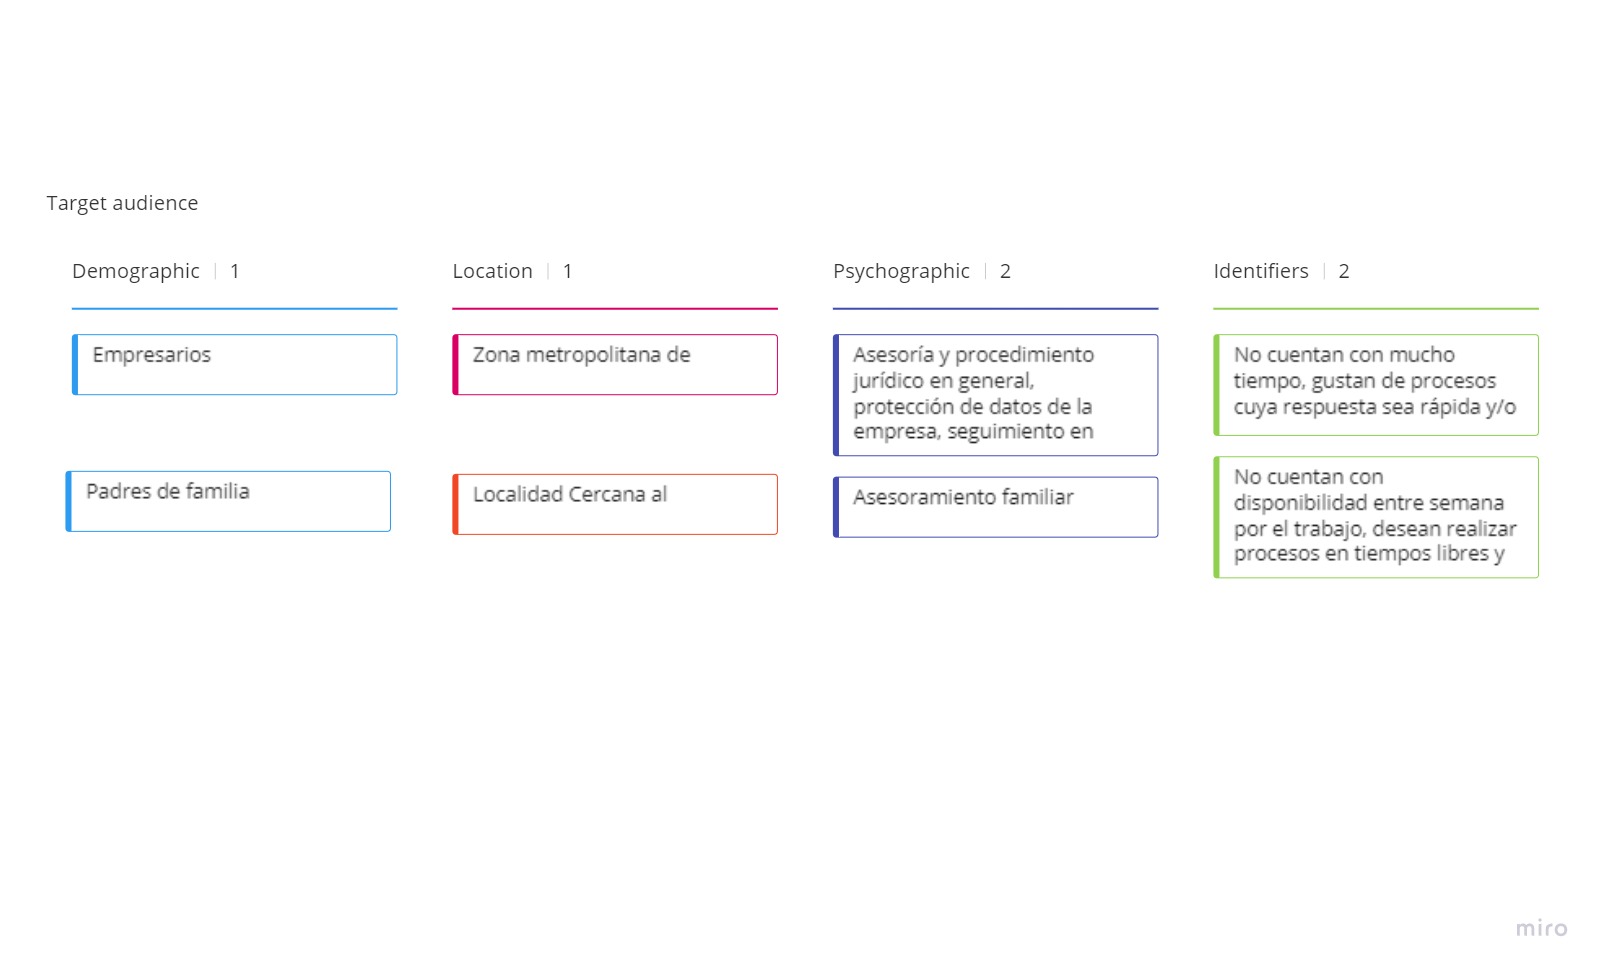 Target audience
Demographic | 1
Empresarios
Padres de familia
Location | 1
Zona metropolitana de
Localidad Cercana al
Psychographic | 2
Asesoría y procedimiento
jurídico en general,
protección de datos de la
empresa, seguimiento en
Asesoramiento familiar
Identifiers | 2
No cuentan con mucho
tiempo, gustan de procesos
cuya respuesta sea rápida y/o
No cuentan con
disponibilidad entre semana
por el trabajo, desean realizar
procesos en tiempos libres y
miro